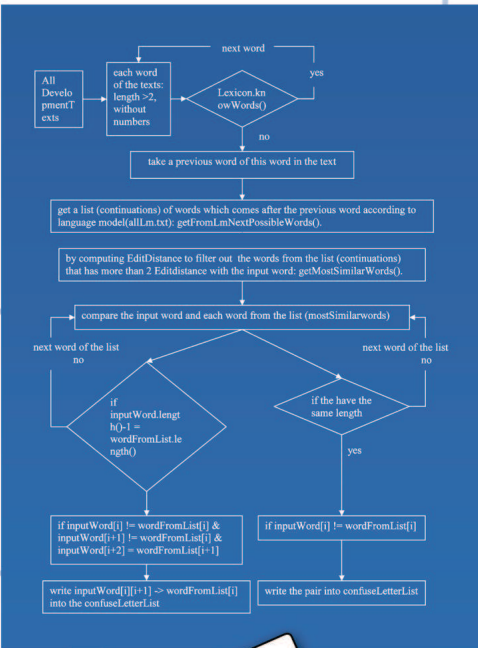 next word
yes
All
Develo
pmentT
exts
each word
of the texts:
length >2,
without
numbers
Lexicon.kn
owWords()
no
take a previous word of this word in the text
get a list (continuations) of words which comes after the previous word according to
language model(allLm.txt): getFromLmNextPossibleWords().
by computing EditDistance to filter out  the words from the list (continuations)
that has more than 2 Editdistance with the input word: getMostSimilarWords().
compare the input word and each word from the list (mostSimilarwords)
next word of the list
no
next word of the list
no
if
inputWord.lengt
h()-1 =
wordFromList.le
ngth()
if the have the
same length
yes
if inputWord[i] != wordFromList[i] &
inputWord[i+1] != wordFromList[i] &
inputWord[i+2] = wordFromList[i+1]
if inputWord[i] != wordFromList[i]
write inputWord[i][i+1] -> wordFromList[i]
into the confuseLetterList
write the pair into confuseLetterList